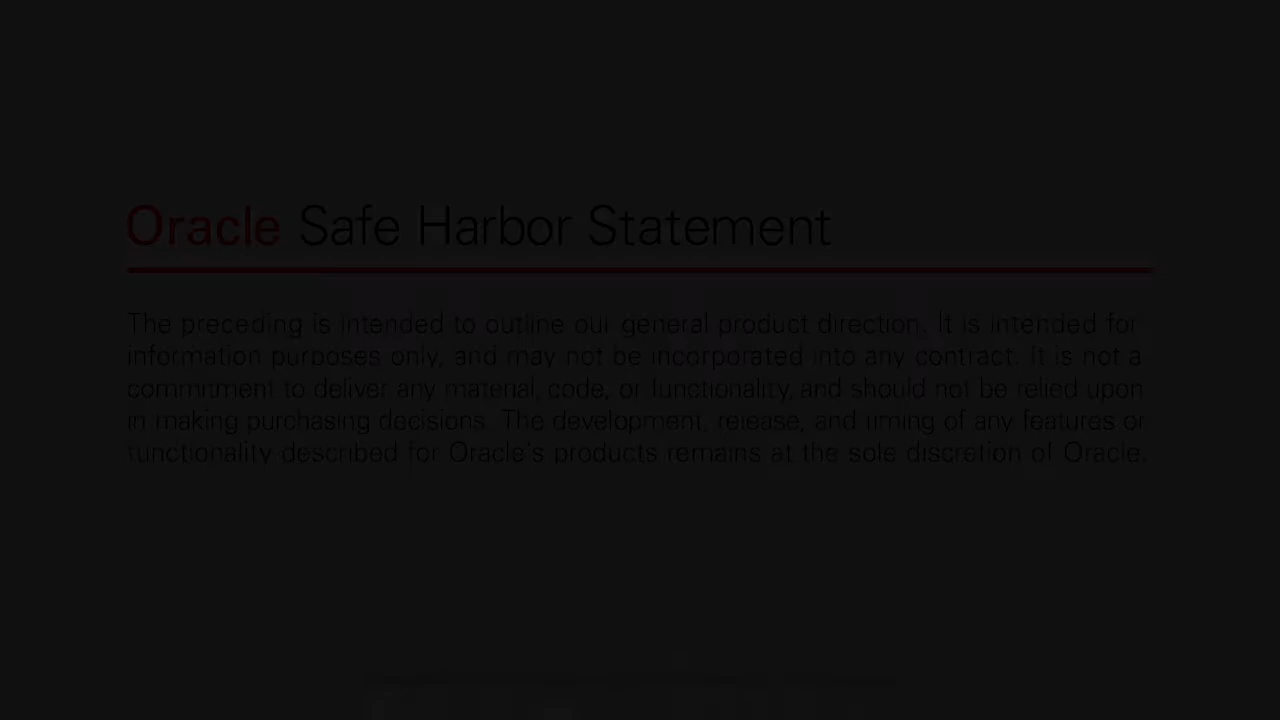 Oracle Safe Harbor Statement
The preceding is intended to outline our general product direction. It is intended for
information purposes only, and may not be incorporated into any contract. It is not a
commitment to deliver any material, code, or functionality, and should not be relied upon
in making purchasing decisions. The development, release, and timing of any features or
functionality described for Oracle's products remains at the sole discretion of Oracle.